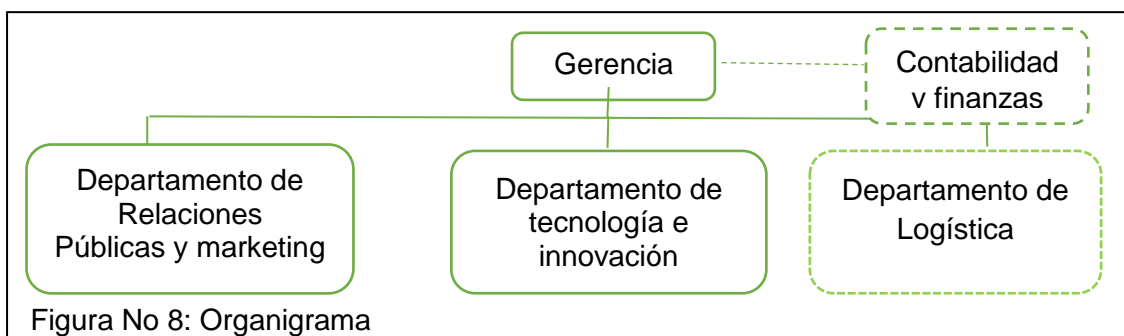 Gerencia
Contabilidad
y finanzas
Departamento de
Relaciones
Públicas y marketing
Departamento de
tecnología e
innovación
Departamento de
Logística
Figura No 8: Organigrama